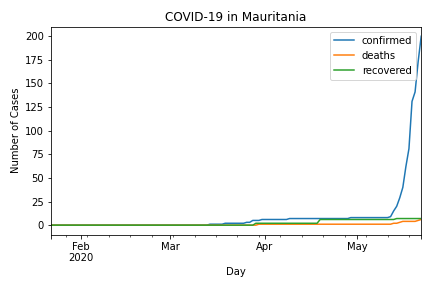 COVID-19 in Mauritania
confirmed
deaths
recovered
Number of Cases
200
175
150
125
100
75
50
25
0
Feb
2020
Mar
Apr
May
Day